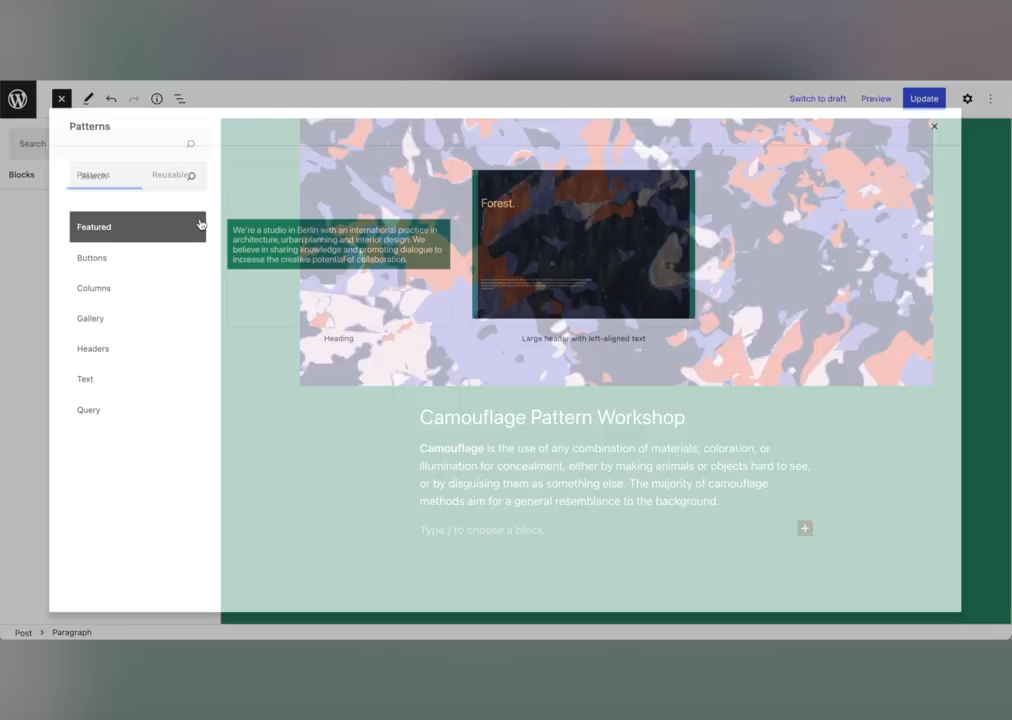 Switch to draft
Preview
Update
Patterns
Search
Blocks
Patterns
Search
Reusable
Featured
Buttons
Columns
Gallery
Headers
Text
Query
We're a studio in Berlin with an international practice in
architecture, urban planning and interior design. We
believe in sharing knowledge and promoting dialogue to
increase the creative potential of collaboration.
Heading
Forest.
Large header with left-aligned text
Camouflage Pattern Workshop
Camouflage is the use of any combination of materials, coloration, or
illumination for concealment, either by making animals or objects hard to see,
or by disguising them as something else. The majority of camouflage
methods aim for a general resemblance to the background.
Type / to choose a block
Post > Paragraph